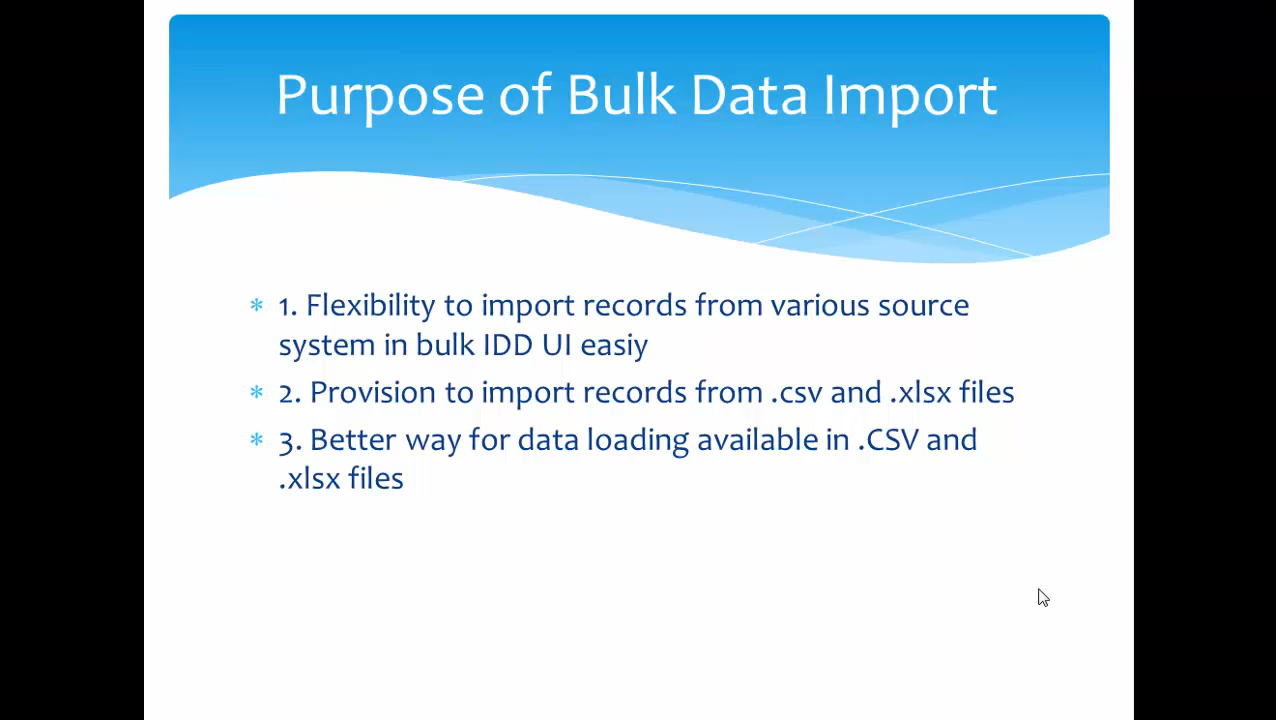 Purpose of Bulk Data Import
* 1. Flexibility to import records from various source
system in bulk IDD UI easiy
* 2. Provision to import records from .csv and .xlsx files
* 3. Better way for data loading available in .CSV and
.xlsx files